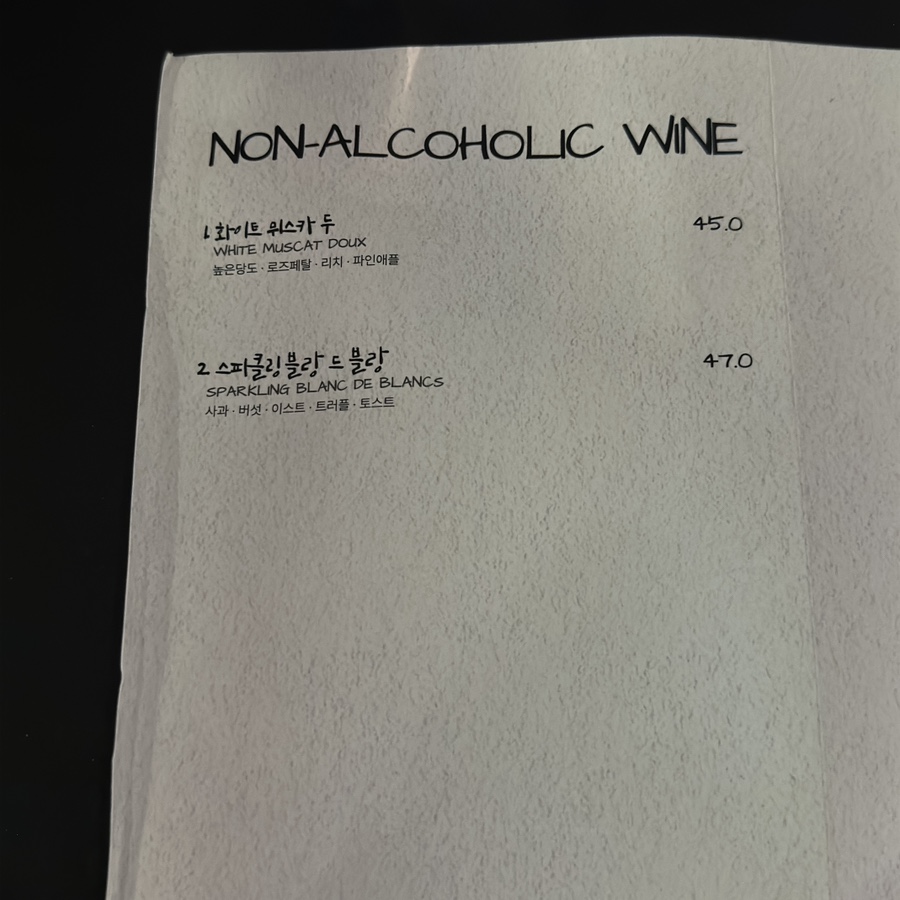 NON-ALCOHOLIC WINE
1. 화이트 뮈스카 두 45.0
WHITE MUSCAT DOUX
높은당도 · 로즈페탈 · 리치 · 파인애플
2. 스파클링 블랑 드 블랑 47.0
SPARKLING BLANC DE BLANCS
사과 · 버섯 · 이스트 · 트러플 · 토스트